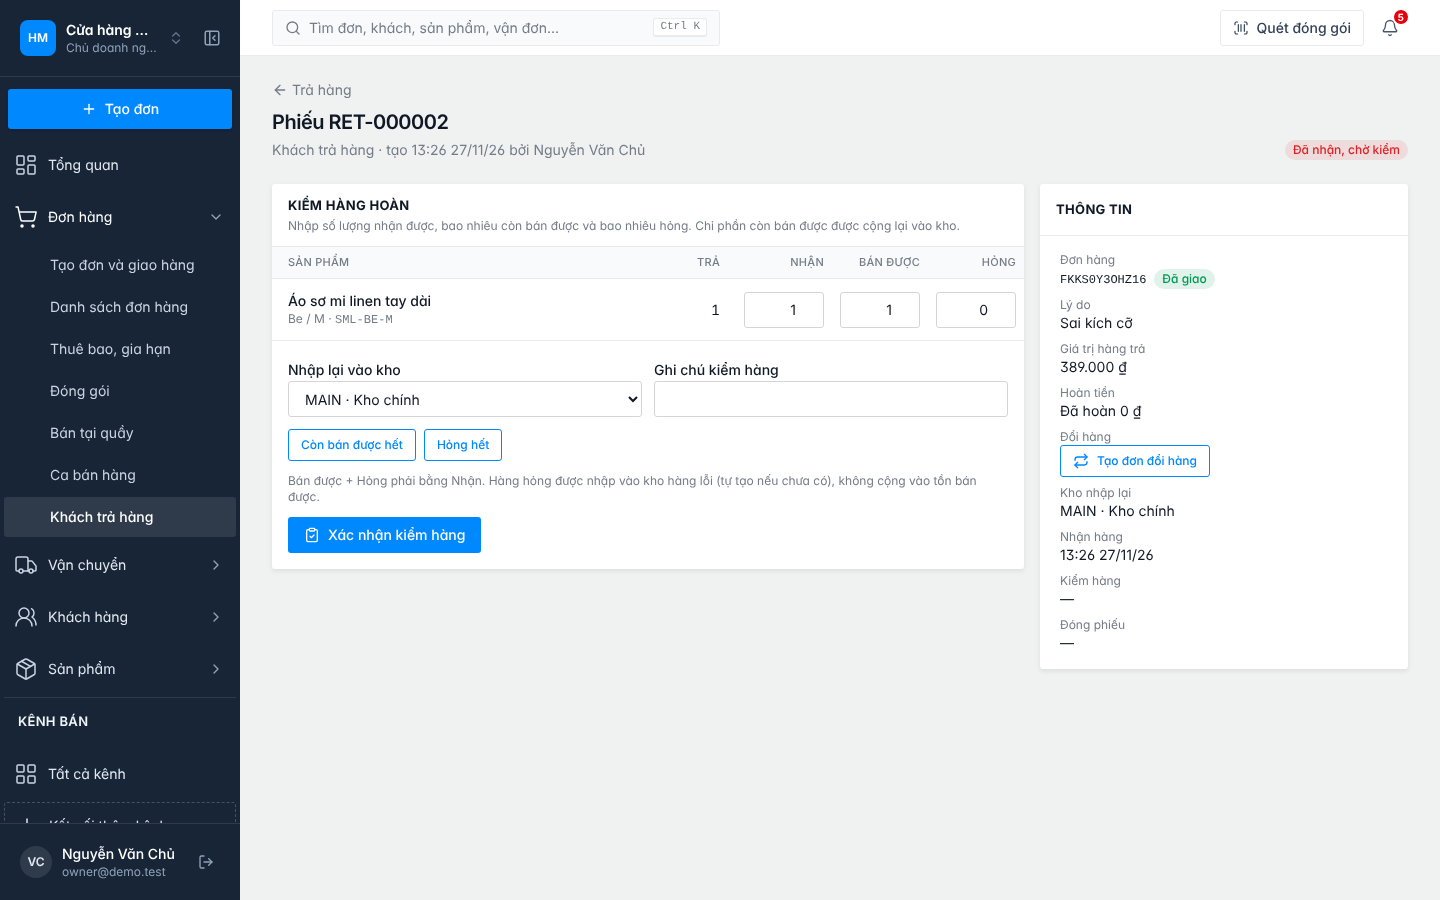 HM
Cửa hàng ...
Chủ doanh ng...
Tạo đơn
Tổng quan
Đơn hàng
Tạo đơn và giao hàng
Danh sách đơn hàng
Thuê bao, gia hạn
Đóng gói
Bán tại quầy
Ca bán hàng
Khách trả hàng
Vận chuyển
Khách hàng
Sản phẩm
KÊNH BÁN
Tất cả kênh
VC
Nguyễn Văn Chủ
owner@demo.test
Tìm đơn, khách, sản phẩm, vận đơn...
Ctrl K
Quét đóng gói
5
Trả hàng
Phiếu RET-000002
Khách trả hàng · tạo 13:26 27/11/26 bởi Nguyễn Văn Chủ
Đã nhận, chờ kiểm
KIỂM HÀNG HOÀN
Nhập số lượng nhận được, bao nhiêu còn bán được và bao nhiêu hỏng. Chỉ phần còn bán được được cộng lại vào kho.
SẢN PHẨM TRẢ NHẬN BÁN ĐƯỢC HỎNG
Áo sơ mi linen tay dài
Be / M · SML-BE-M
1 1 1 0
Nhập lại vào kho
MAIN · Kho chính
Ghi chú kiểm hàng
Còn bán được hết
Hỏng hết
Bán được + Hỏng phải bằng Nhận. Hàng hỏng được nhập vào kho hàng lỗi (tự tạo nếu chưa có), không cộng vào tồn bán
được.
Xác nhận kiểm hàng
THÔNG TIN
Đơn hàng
FKKS0Y3OHZ16 Đã giao
Lý do
Sai kích cỡ
Giá trị hàng trả
389.000 ₫
Hoàn tiền
Đã hoàn 0 ₫
Đổi hàng
Tạo đơn đổi hàng
Kho nhập lại
MAIN · Kho chính
Nhận hàng
13:26 27/11/26
Kiểm hàng
—
Đóng phiếu
—